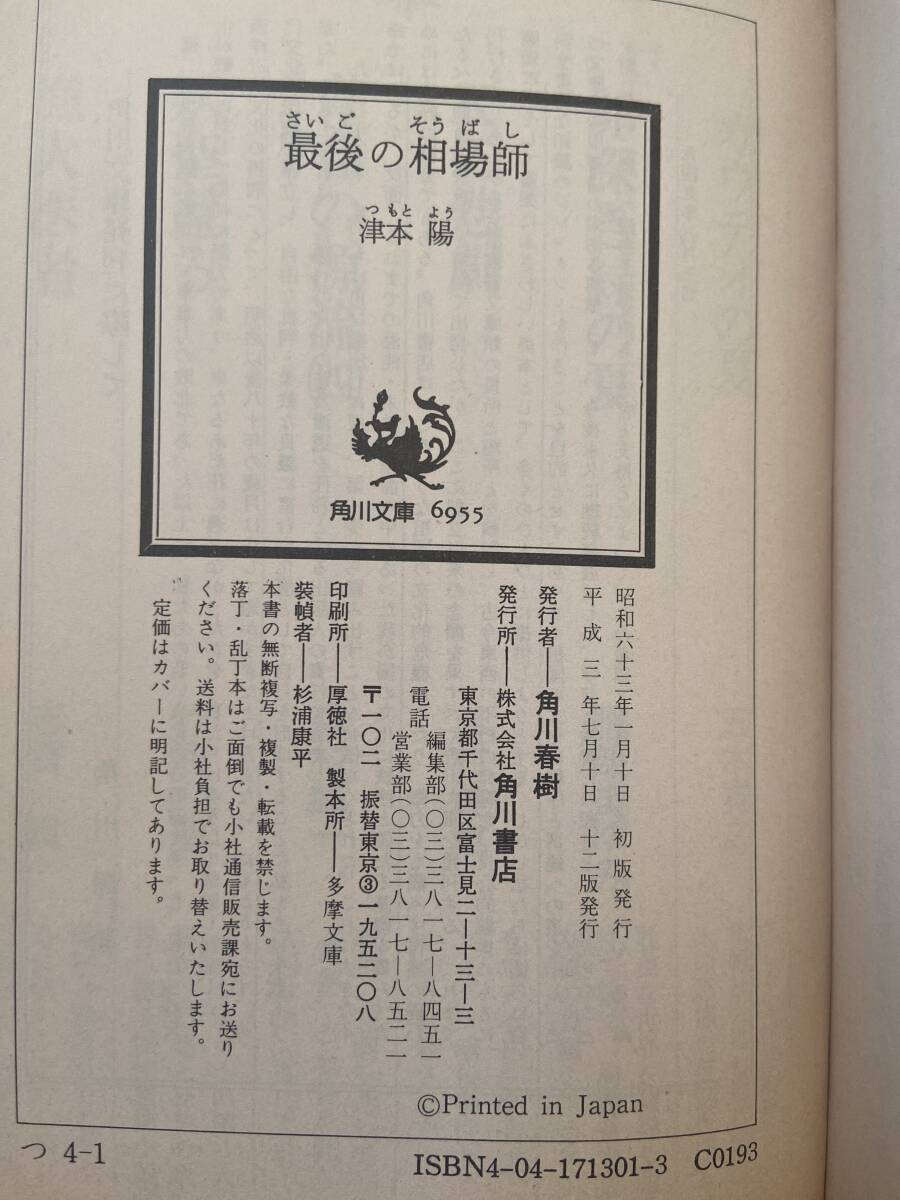 さいご そうばし
最後の相場師
つもと よう
津本 陽
角川文庫 6955
昭和六十三年一月十日 初版発行
平成三年七月十日 十二版発行
発行者――角川春樹
発行所――株式会社角川書店
東京都千代田区富士見二―十三―三
電話 編集部(〇三)三八一七―八四五一
営業部(〇三)三八一七―八五二一
〒一〇二 振替東京③一九五二〇八
印刷所――厚徳社 製本所――多摩文庫
装幀者――杉浦康平
本書の無断複写・複製・転載を禁じます。
落丁・乱丁本はご面倒でも小社通信販売課宛にお送り
ください。送料は小社負担でお取り替えいたします。
定価はカバーに明記してあります。
©Printed in Japan
つ 4-1
ISBN4-04-171301-3 C0193